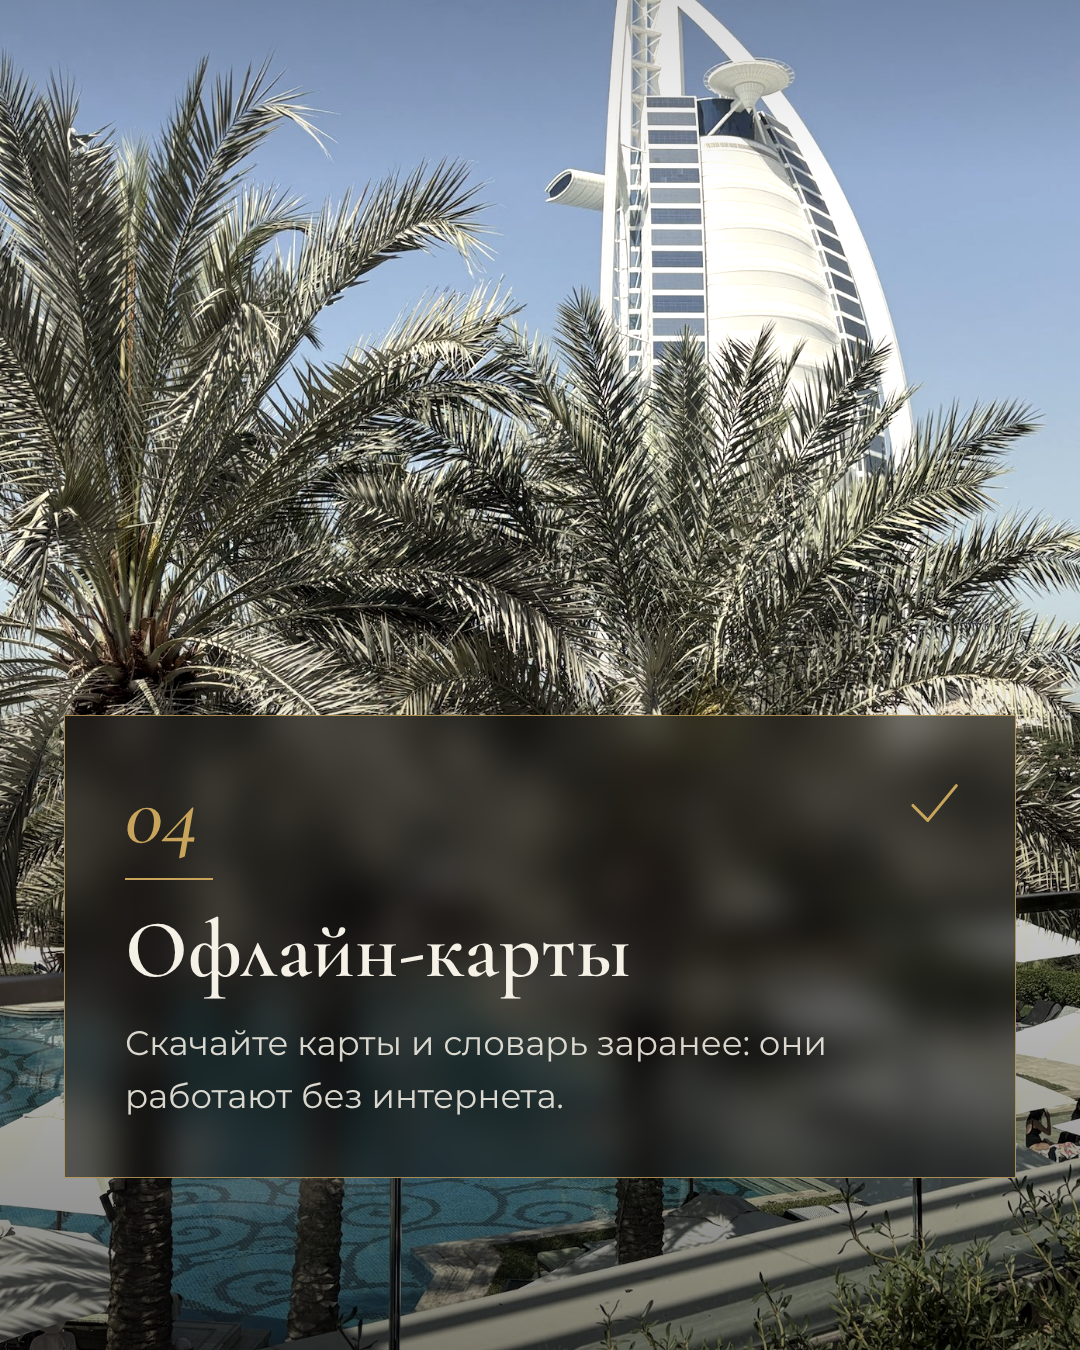 04
Офлайн-карты
Скачайте карты и словарь заранее: они
работают без интернета.